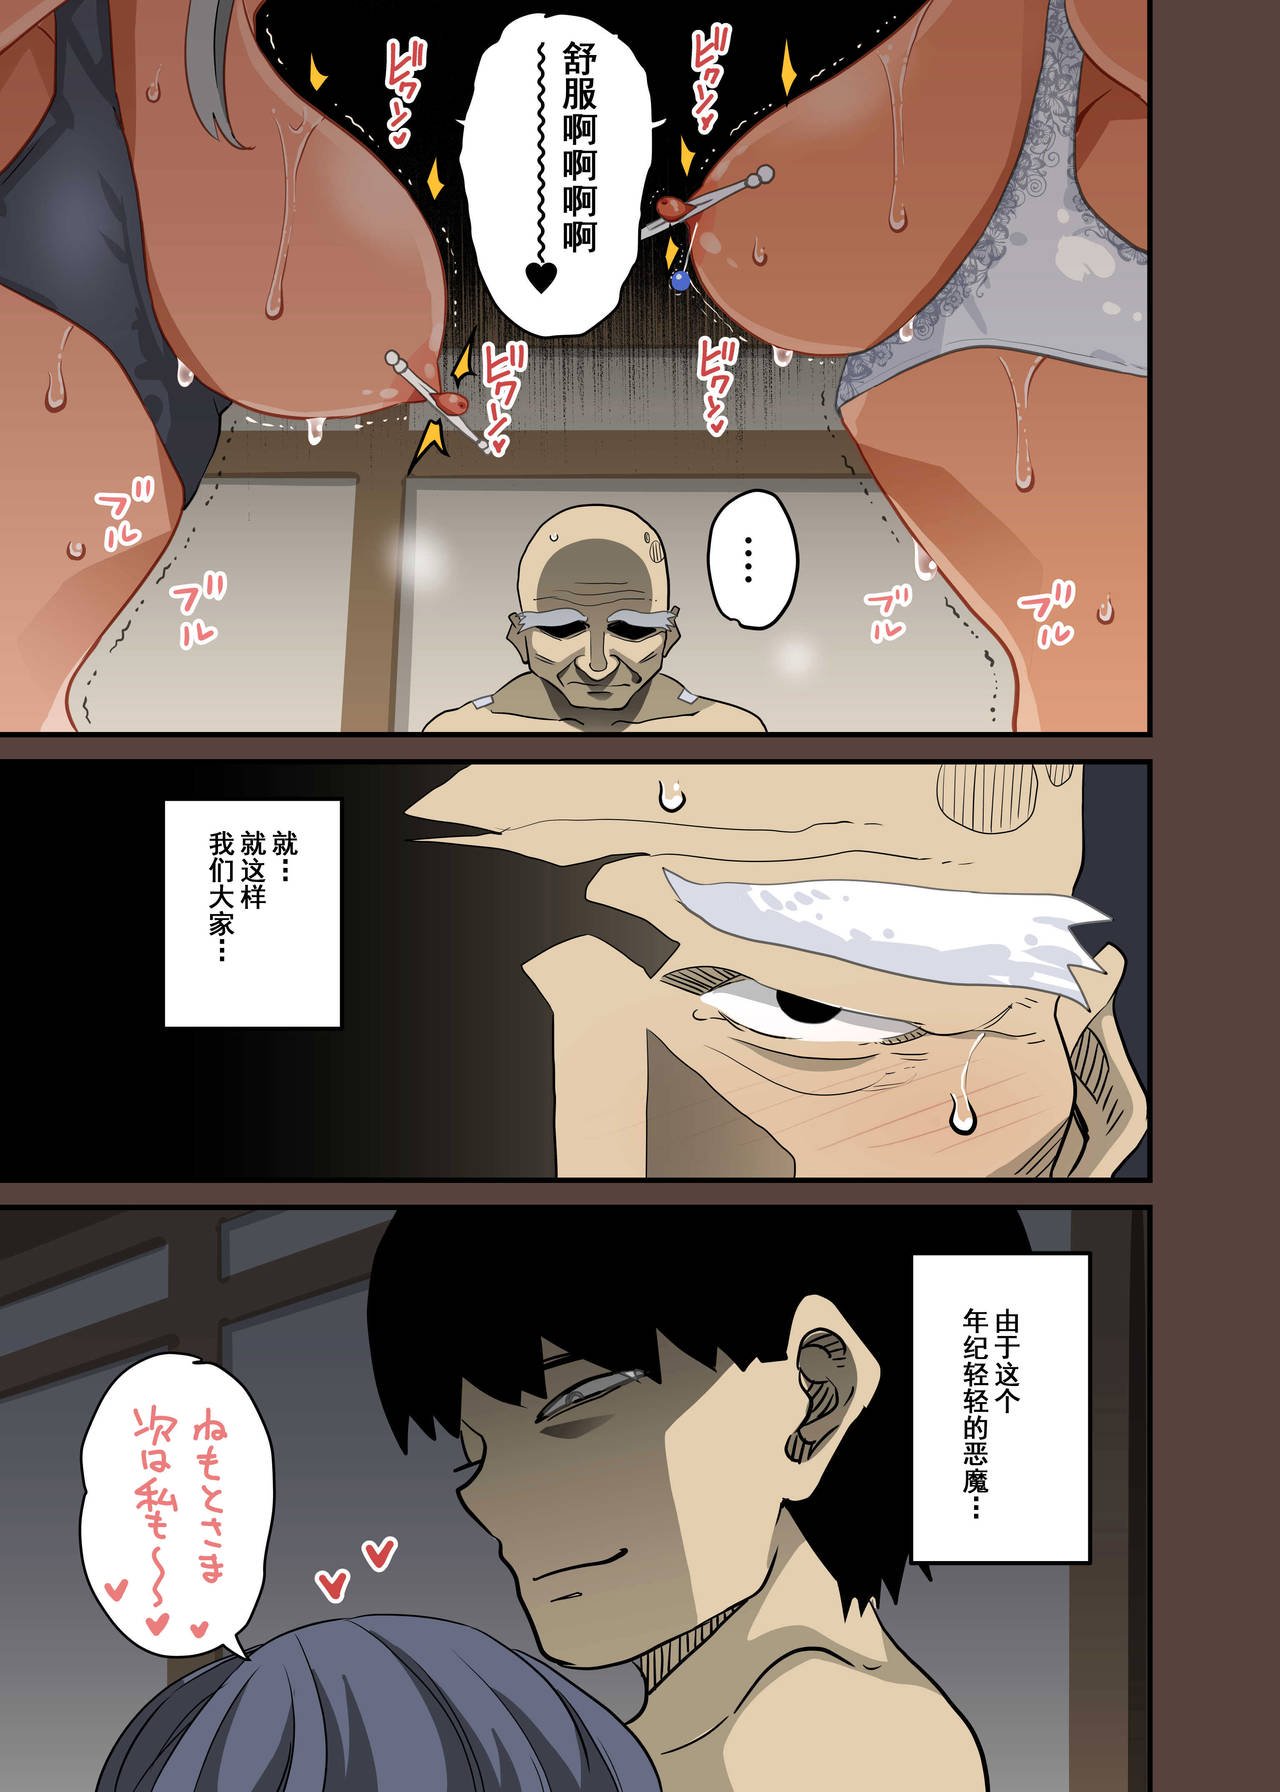 ビクンッ♡
舒服啊啊啊啊啊
〰♥
ビクンッ♡
ビクンッ♡
ビクンッ♡
…
ブル
ブル
ブル
ブル
就…
就这样
我们大家…
由于这个
年纪轻轻的恶魔…
ねもとさま
次は私も〜〜♥